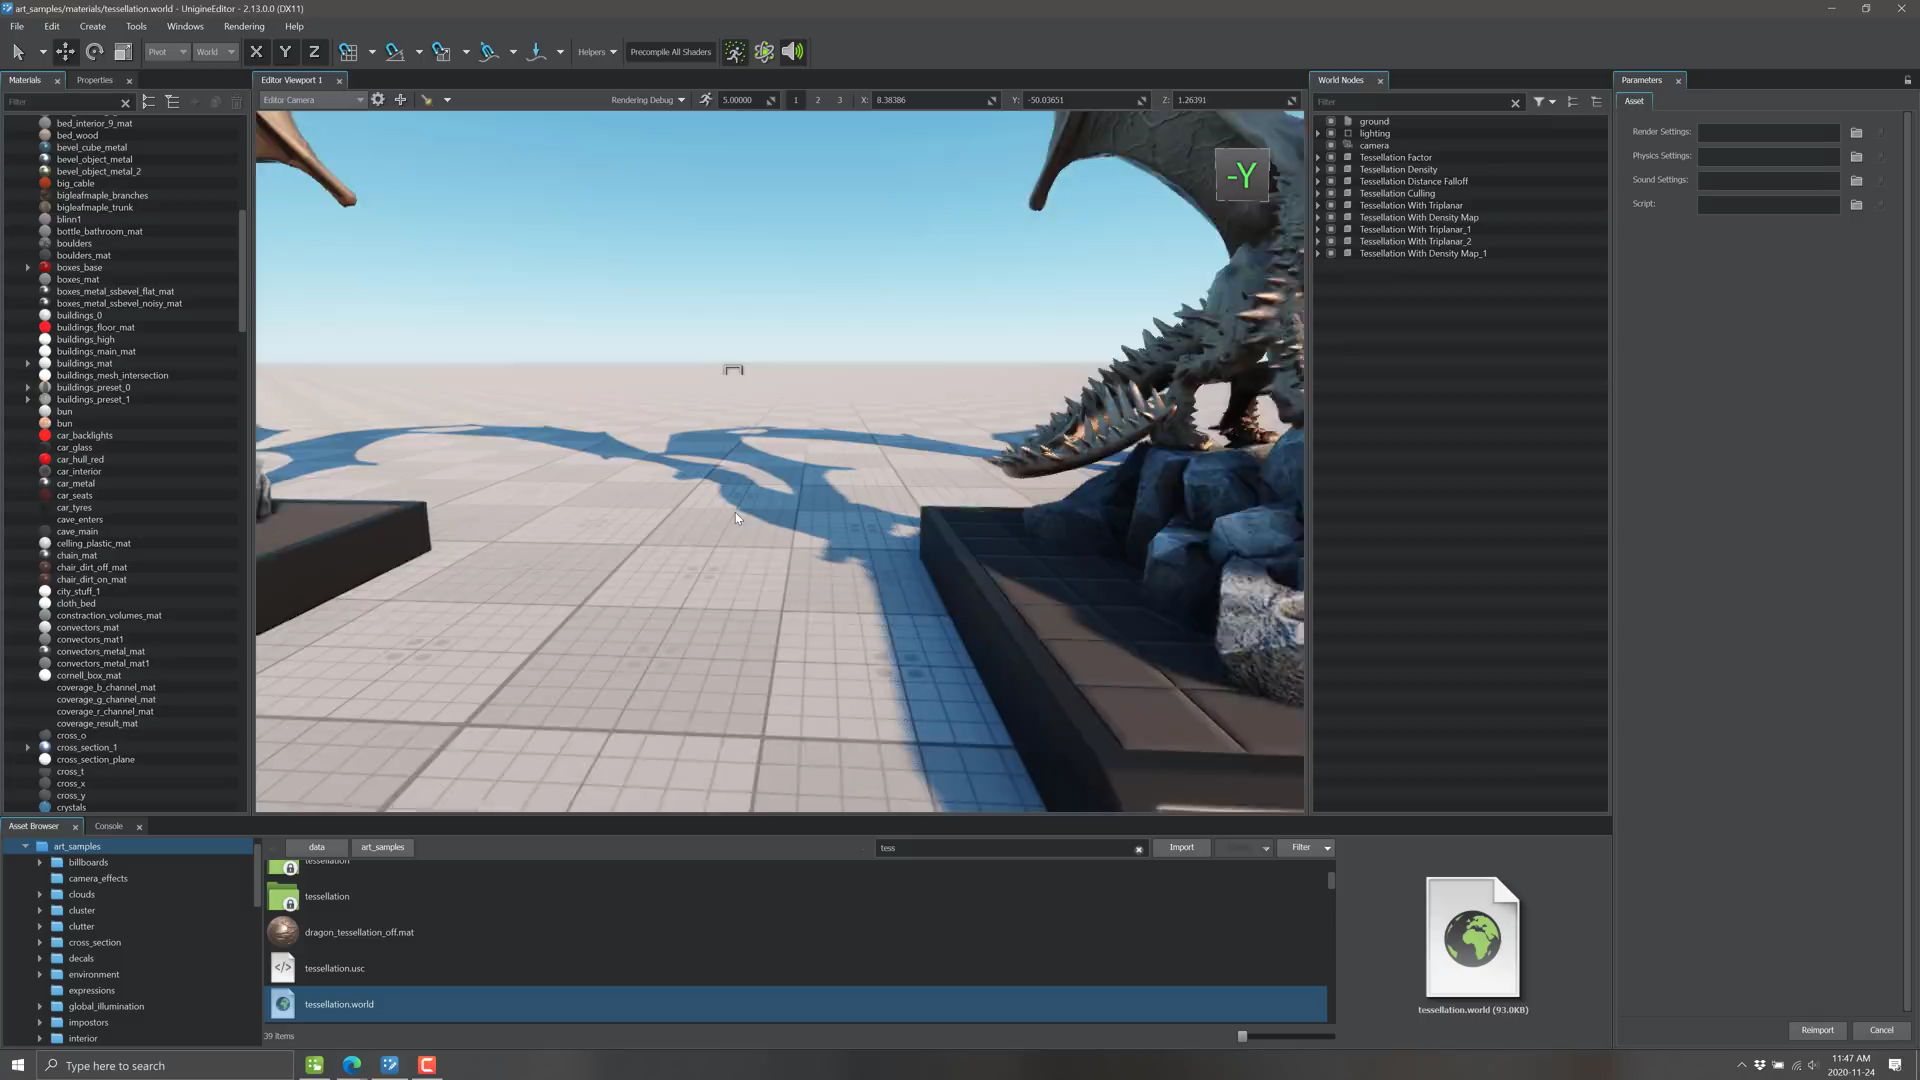 art_samples/materials/tessellation.world - UnigineEditor - 2.13.0.0 (DX11)
File Edit Create Tools Windows Rendering Help
Pivot World X Y Z Helpers Precompile All Shaders
Materials Properties
Filter
bed_interior_9_mat
bed_wood
bevel_cube_metal
bevel_object_metal
bevel_object_metal_2
big_cable
bigleafmaple_branches
bigleafmaple_trunk
blinn1
bottle_bathroom_mat
boulders
boulders_mat
boxes_base
boxes_mat
boxes_metal_ssbevel_flat_mat
boxes_metal_ssbevel_noisy_mat
buildings_0
buildings_floor_mat
buildings_high
buildings_main_mat
buildings_mat
buildings_mesh_intersection
buildings_preset_0
buildings_preset_1
bun
bun
car_backlights
car_glass
car_hull_red
car_interior
car_metal
car_seats
car_tyres
cave_enters
cave_main
celling_plastic_mat
chain_mat
chair_dirt_off_mat
chair_dirt_on_mat
city_stuff_1
cloth_bed
constraction_volumes_mat
convectors_mat
convectors_mat1
convectors_metal_mat
convectors_metal_mat1
cornell_box_mat
coverage_b_channel_mat
coverage_g_channel_mat
coverage_r_channel_mat
coverage_result_mat
cross_o
cross_section_1
cross_section_plane
cross_t
cross_x
cross_y
crystals
Editor Viewport 1
Editor Camera Rendering Debug 5.00000 1 2 3 X: 8.38386 Y: -50.03651 Z: 1.26391
-Y
World Nodes
Filter
ground
lighting
camera
Tessellation Factor
Tessellation Density
Tessellation Distance Falloff
Tessellation Culling
Tessellation With Triplanar
Tessellation With Density Map
Tessellation With Triplanar_1
Tessellation With Triplanar_2
Tessellation With Density Map_1
Parameters
Asset
Render Settings:
Physics Settings:
Sound Settings:
Script:
Asset Browser Console
art_samples
billboards
camera_effects
clouds
cluster
clutter
cross_section
decals
environment
expressions
global_illumination
impostors
interior
data art_samples tess Import Filter
tessellation
tessellation
dragon_tessellation_off.mat
tessellation.usc
tessellation.world
39 Items
tessellation.world (93.0KB)
Reimport Cancel
Type here to search
11:47 AM
2020-11-24